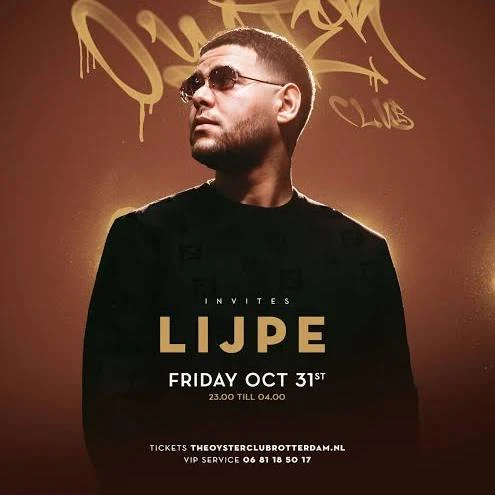 Oyster
CLUB
INVITES
LIJPE
FRIDAY OCT 31ST
23.00 TILL 04.00
TICKETS THEOYSTERCLUBROTTERDAM.NL
VIP SERVICE 06 81 18 50 17